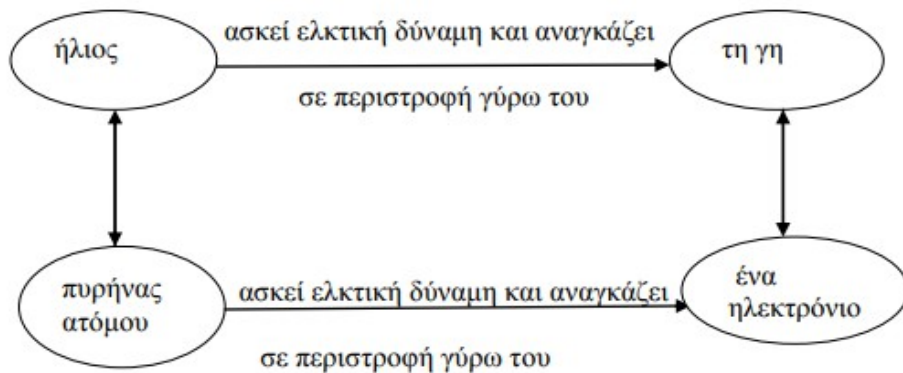 ήλιος
ασκεί ελκτική δύναμη και αναγκάζει
τη γη
σε περιστροφή γύρω του
πυρήνας
ατόμου
ασκεί ελκτική δύναμη και αναγκάζει
ένα
ηλεκτρόνιο
σε περιστροφή γύρω του